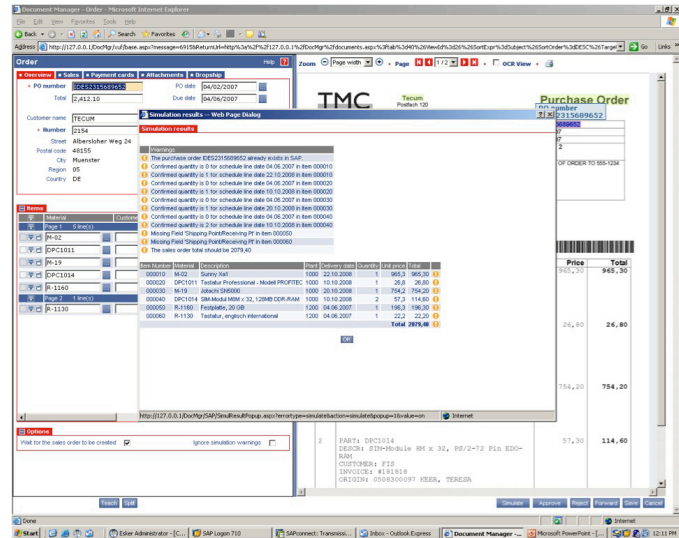 Document Manager - Order - Microsoft Internet Explorer
File Edit View Favorites Tools Help
Back Search Favorites
Address http://127.0.0.1/DocMgr/xuf/base.aspx?message=6915&ReturnUrl=http%3a%2f%2f127.0.0.1%2fDocMgr%2fdocuments.aspx%3ftab%3d40%26 Go Links
Order Help
Overview Sales Payment cards Attachments Dropship
PO number IDES2315689652 PO date 04/02/2007
Total 2,412.10 Due date 04/06/2007
Customer name TECUM
Number 2154
Street Albersloher Weg 24
Postal code 48155
City Muenster
Region 05
Country DE
Items
Material Custome
Page 1 5 line(s)
M-02
DPC1011
M-19
DPC1014
R-1160
Page 2 1 line(s)
R-1130
Options
Wait for the sales order to be created Ignore simulation warnings
Teach Split
Zoom Page width Page 1 / 2 OCR View
TMC
Tecum
Postfach 120
Purchase Order
PO number
2315689652
OF ORDER TO 555-1234
Price Total
965,30 965,30
26,80 26,80
754,20 754,20
2 PART: DPC1014 57,30 114,60
DESCR: SIM-Module 8M x 32, PS/2-72 Pin EDO-
RAM
CUSTOMER: FIS
INVOICE: #181818
ORIGIN: 0508300097 KEER, TERESA
Simulation results -- Web Page Dialog
Simulation results
Warnings
The purchase order IDES2315689652 already exists in SAP.
Confirmed quantity is 0 for schedule line date 04.06.2007 in item 000010
Confirmed quantity is 1 for schedule line date 22.10.2008 in item 000010
Confirmed quantity is 0 for schedule line date 04.06.2007 in item 000020
Confirmed quantity is 1 for schedule line date 10.10.2008 in item 000020
Confirmed quantity is 0 for schedule line date 04.06.2007 in item 000030
Confirmed quantity is 1 for schedule line date 20.10.2008 in item 000030
Confirmed quantity is 0 for schedule line date 04.06.2007 in item 000040
Confirmed quantity is 2 for schedule line date 10.10.2008 in item 000040
Missing Field 'Shipping Point/Receiving Pt' in item 000050
Missing Field 'Shipping Point/Receiving Pt' in item 000060
The sales order total should be 2079,40
Item Number Material Description Plant Delivery date Quantity Unit price Total
000010 M-02 Sunny Xa1 1000 22.10.2008 1 965,3 965,30
000020 DPC1011 Tastatur Professional - Modell PROFITEC 1000 10.10.2008 1 26,8 26,80
000030 M-19 Jotachi SN5000 1000 20.10.2008 1 754,2 754,20
000040 DPC1014 SIM-Modul M8M x 32, 128MB DDR-RAM 1000 10.10.2008 2 57,3 114,60
000050 R-1160 Festplatte, 20 GB 1200 04.06.2007 1 196,3 196,30
000060 R-1130 Tastatur, englisch international 1200 04.06.2007 1 22,2 22,20
Total 2079,40
OK
http://127.0.0.1/DocMgr/SAP/SimulResultPopup.aspx?errortype=simulate&action=simulate&popup=1&value=on Internet
Simulate Approve Reject Forward Save Cancel
Done Internet
Start Esker Administrator - [C... SAP Logon 710 SAPconnect: Transmissi... Inbox - Outlook Express Document Manager -... Microsoft PowerPoint - [... 12:11 PM